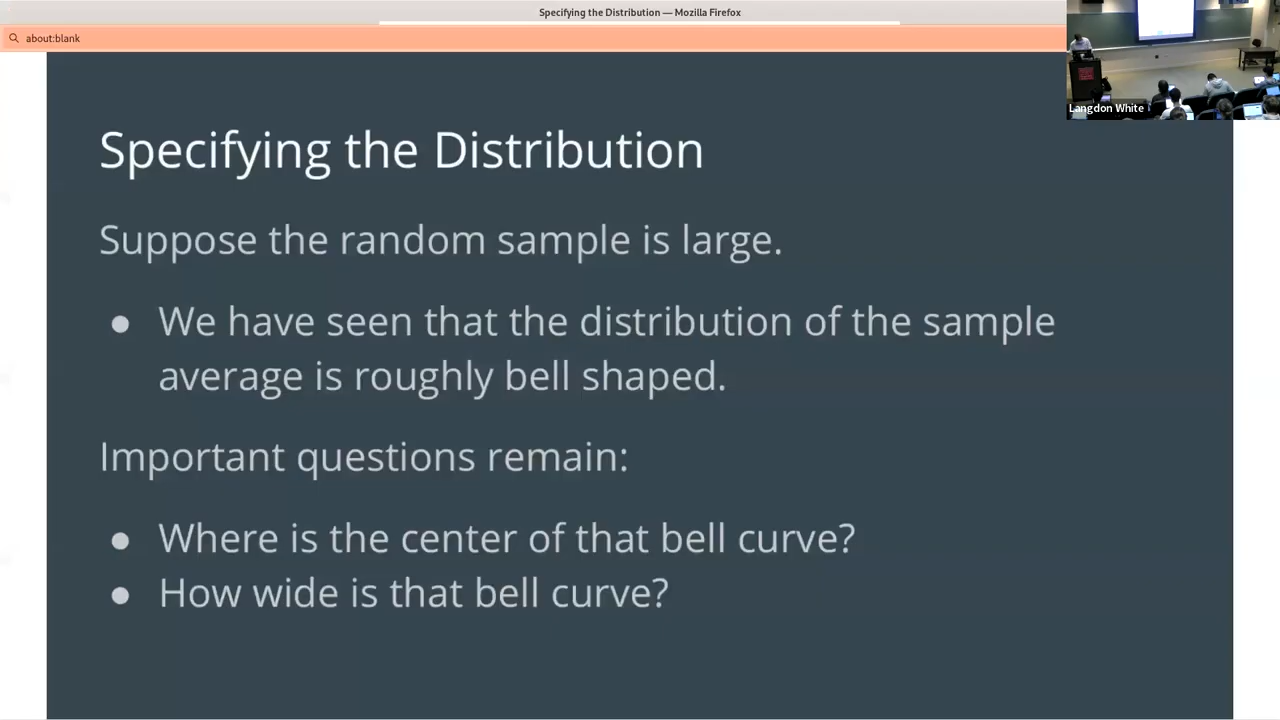 Specifying the Distribution — Mozilla Firefox
about:blank
Langdon White
Specifying the Distribution
Suppose the random sample is large.
● We have seen that the distribution of the sample
average is roughly bell shaped.
Important questions remain:
● Where is the center of that bell curve?
● How wide is that bell curve?